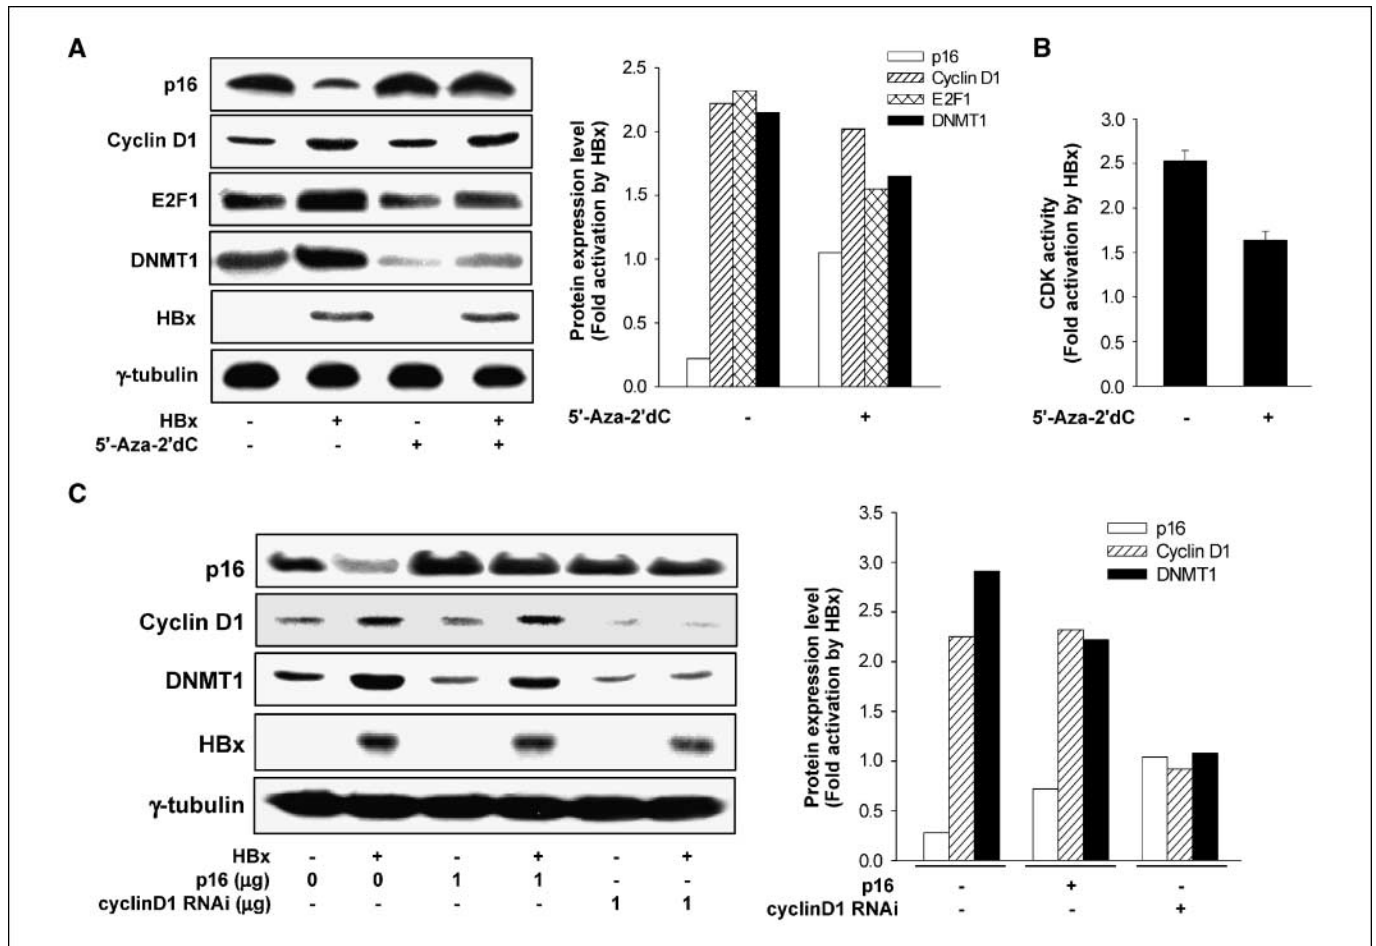 A
p16
Cyclin D1
E2F1
DNMT1
HBx
γ-tubulin
HBx - + - +
5'-Aza-2'dC - - + +
Protein expression level
(Fold activation by HBx)
2.5
2.0
1.5
1.0
0.5
0.0
p16
Cyclin D1
E2F1
DNMT1
5'-Aza-2'dC - +
B
CDK activity
(Fold activation by HBx)
3.0
2.5
2.0
1.5
1.0
0.5
0.0
5'-Aza-2'dC - +
C
p16
Cyclin D1
DNMT1
HBx
γ-tubulin
HBx - + - + - +
p16 (µg) 0 0 1 1 - -
cyclinD1 RNAi (µg) - - - - 1 1
Protein expression level
(Fold activation by HBx)
3.5
3.0
2.5
2.0
1.5
1.0
0.5
0.0
p16
Cyclin D1
DNMT1
p16 - + -
cyclinD1 RNAi - - +